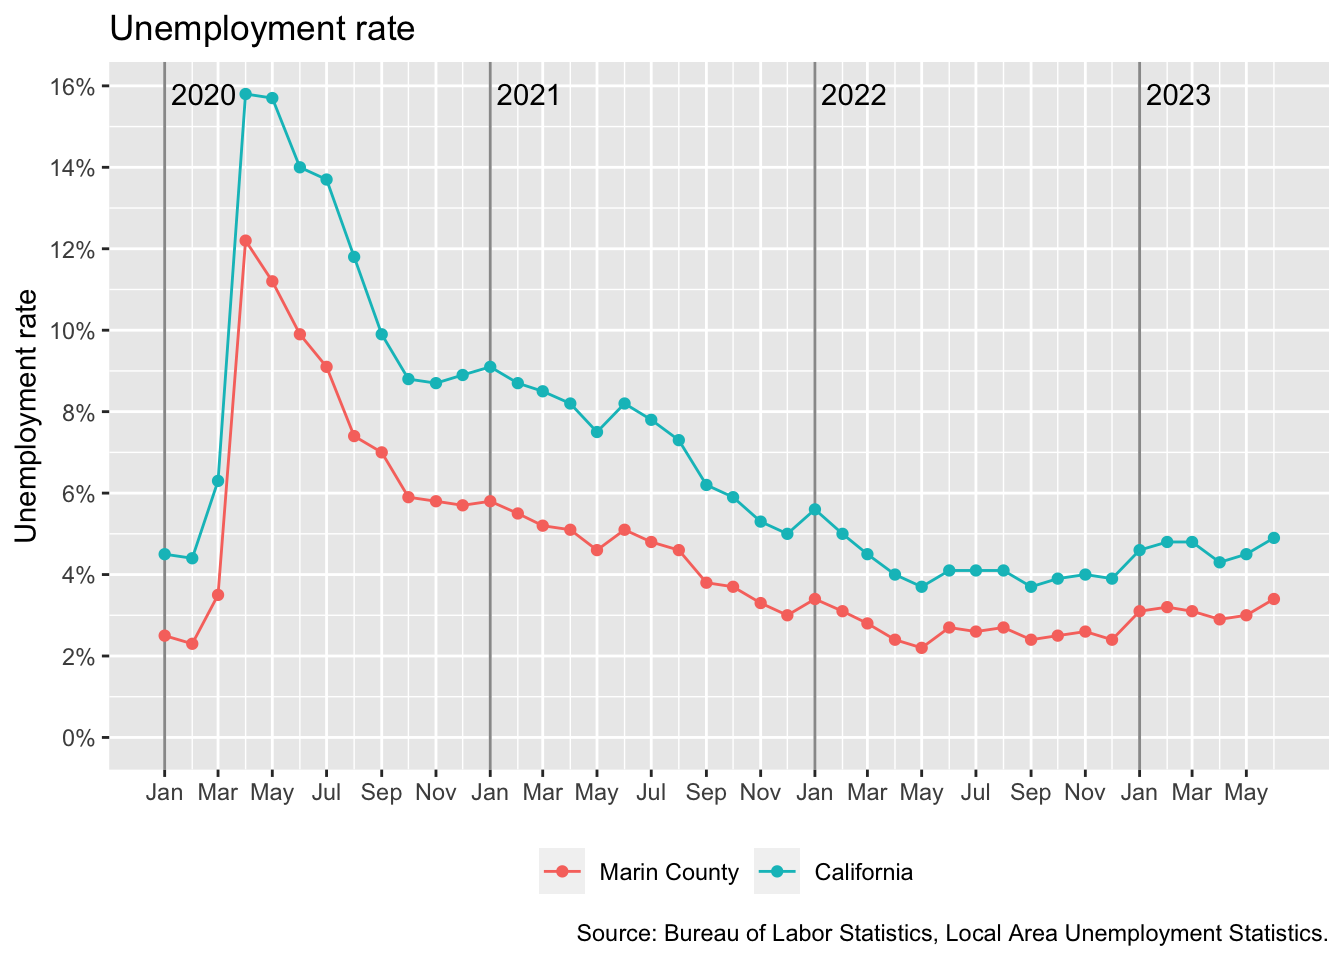 Unemployment rate
16%
14%
12%
10%
8%
6%
4%
2%
0%
Unemployment rate
2020 2021 2022 2023
Jan Mar May Jul Sep Nov Jan Mar May Jul Sep Nov Jan Mar May Jul Sep Nov Jan Mar May
Marin County California
Source: Bureau of Labor Statistics, Local Area Unemployment Statistics.